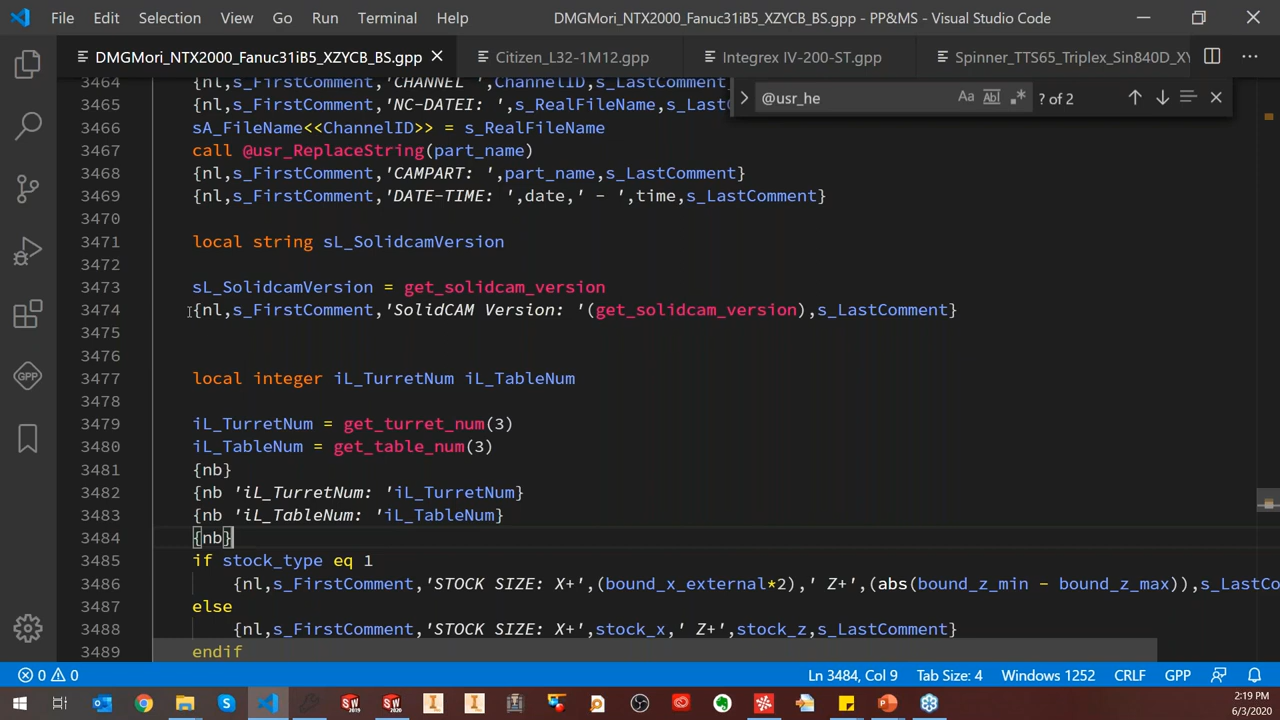 File Edit Selection View Go Run Terminal Help DMGMori_NTX2000_Fanuc31iB5_XZYCB_BS.gpp - PP&MS - Visual Studio Code
DMGMori_NTX2000_Fanuc31iB5_XZYCB_BS.gpp Citizen_L32-1M12.gpp Integrex IV-200-ST.gpp Spinner_TTS65_Triplex_Sin840D_XY
@usr_he Aa Abl .* ? of 2
3464 {nl,s_FirstComment,'CHANNEL ',ChannelID,s_LastComment
3465 {nl,s_FirstComment,'NC-DATEI: ',s_RealFileName,s_Last
3466 sA_FileName<<ChannelID>> = s_RealFileName
3467 call @usr_ReplaceString(part_name)
3468 {nl,s_FirstComment,'CAMPART: ',part_name,s_LastComment}
3469 {nl,s_FirstComment,'DATE-TIME: ',date,' - ',time,s_LastComment}
3470
3471 local string sL_SolidcamVersion
3472
3473 sL_SolidcamVersion = get_solidcam_version
3474 {nl,s_FirstComment,'SolidCAM Version: '(get_solidcam_version),s_LastComment}
3475
3476
3477 local integer iL_TurretNum iL_TableNum
3478
3479 iL_TurretNum = get_turret_num(3)
3480 iL_TableNum = get_table_num(3)
3481 {nb}
3482 {nb 'iL_TurretNum: 'iL_TurretNum}
3483 {nb 'iL_TableNum: 'iL_TableNum}
3484 {nb}
3485 if stock_type eq 1
3486 {nl,s_FirstComment,'STOCK SIZE: X+',(bound_x_external*2),' Z+',(abs(bound_z_min - bound_z_max)),s_LastCo
3487 else
3488 {nl,s_FirstComment,'STOCK SIZE: X+',stock_x,' Z+',stock_z,s_LastComment}
3489 endif
GPP
0 0 Ln 3484, Col 9 Tab Size: 4 Windows 1252 CRLF GPP
2:19 PM
6/3/2020